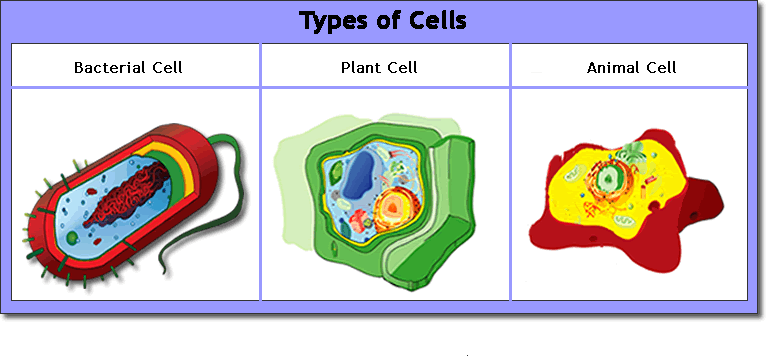 Types of Cells
Bacterial Cell
Plant Cell
Animal Cell